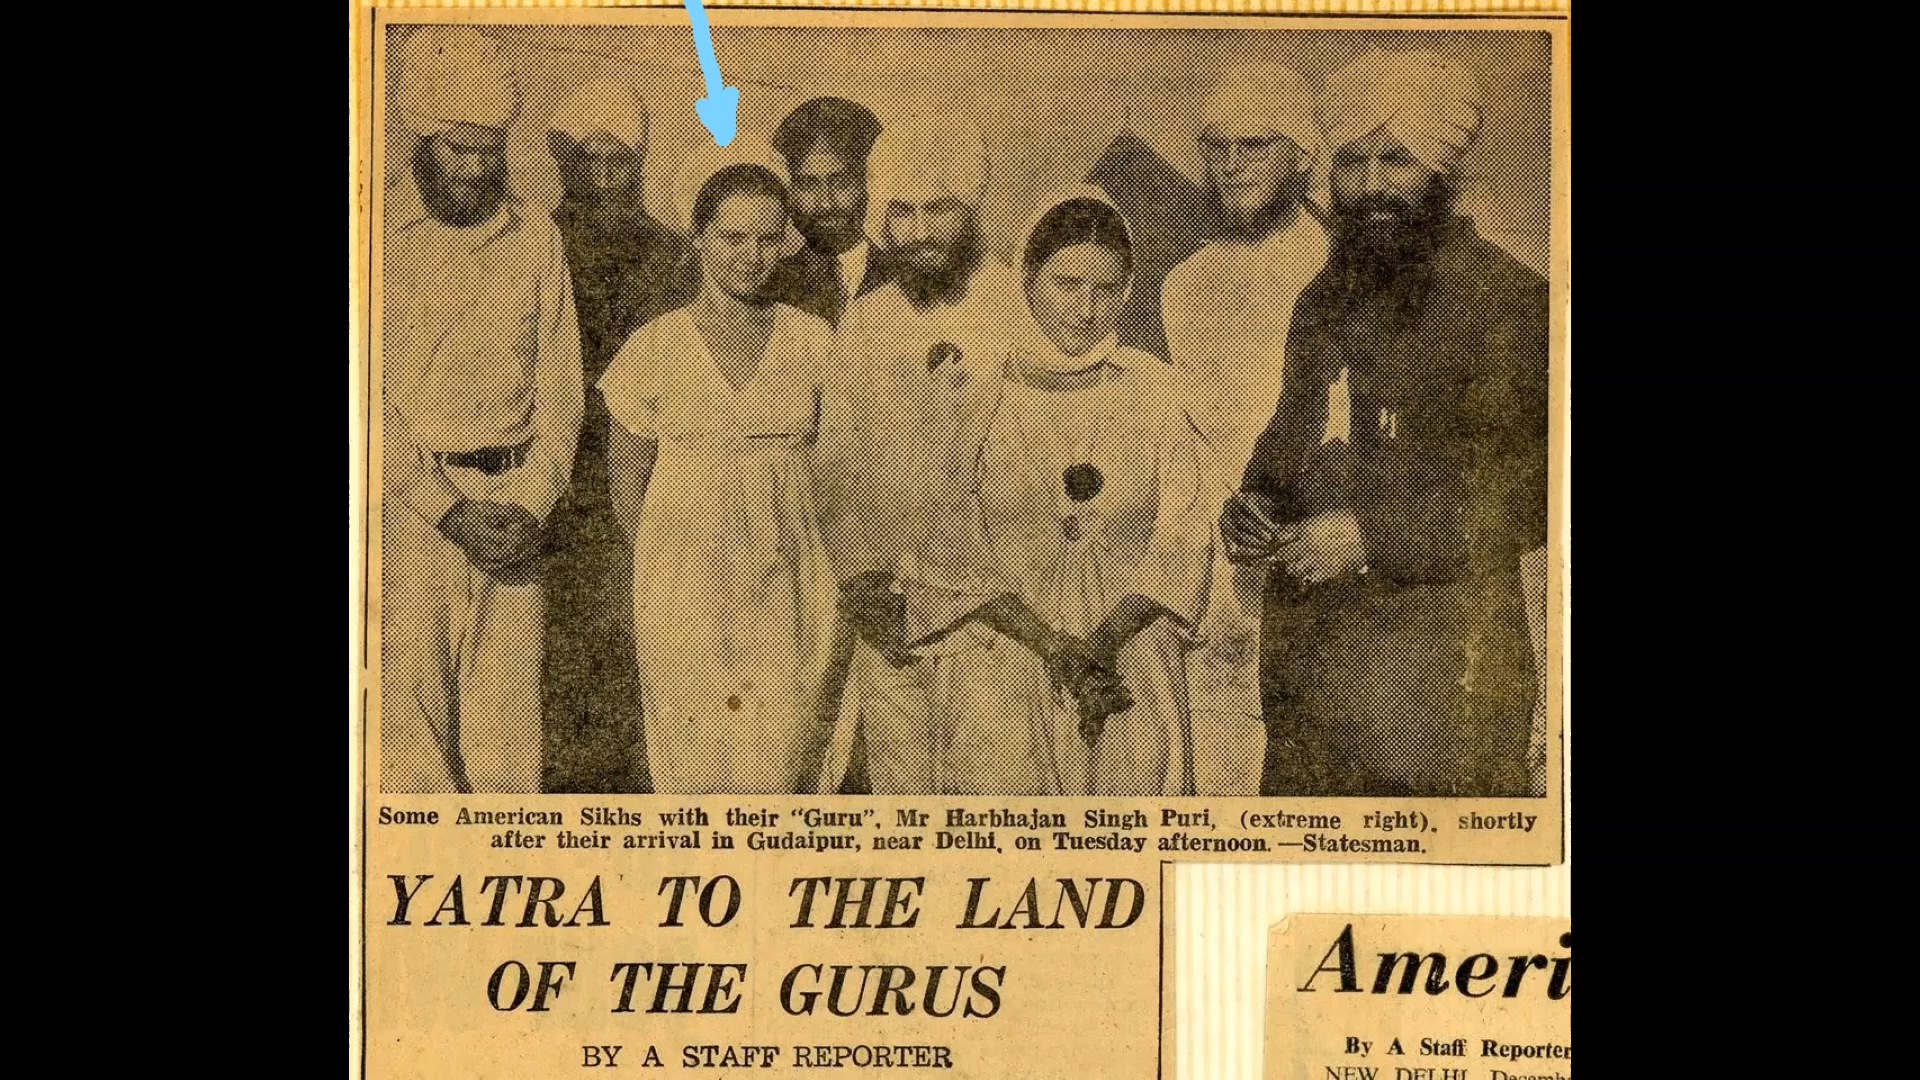 Some American Sikhs with their “Guru”, Mr Harbhajan Singh Puri, (extreme right), shortly
after their arrival in Gudaipur, near Delhi, on Tuesday afternoon. —Statesman.
YATRA TO THE LAND
OF THE GURUS
BY A STAFF REPORTER
Ameri
By A Staff Reporter
NEW DELHI, Decemb